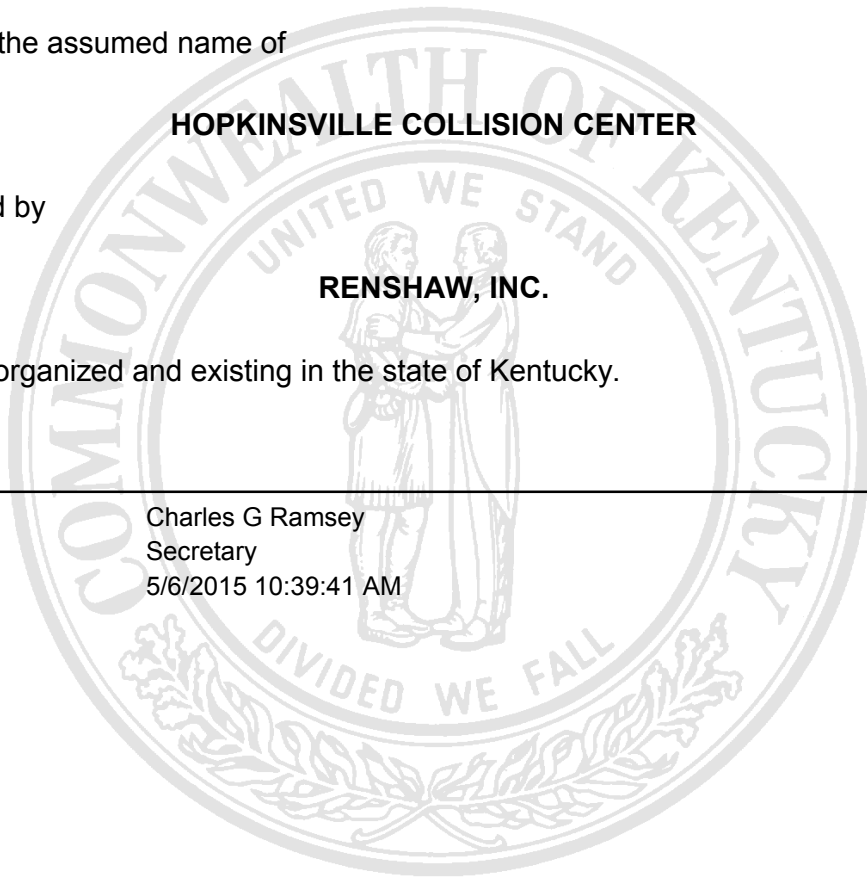 the assumed name of
HOPKINSVILLE COLLISION CENTER
d by
RENSHAW, INC.
organized and existing in the state of Kentucky.
Charles G Ramsey
Secretary
5/6/2015 10:39:41 AM
COMMONWEALTH OF KENTUCKY
UNITED WE STAND
DIVIDED WE FALL